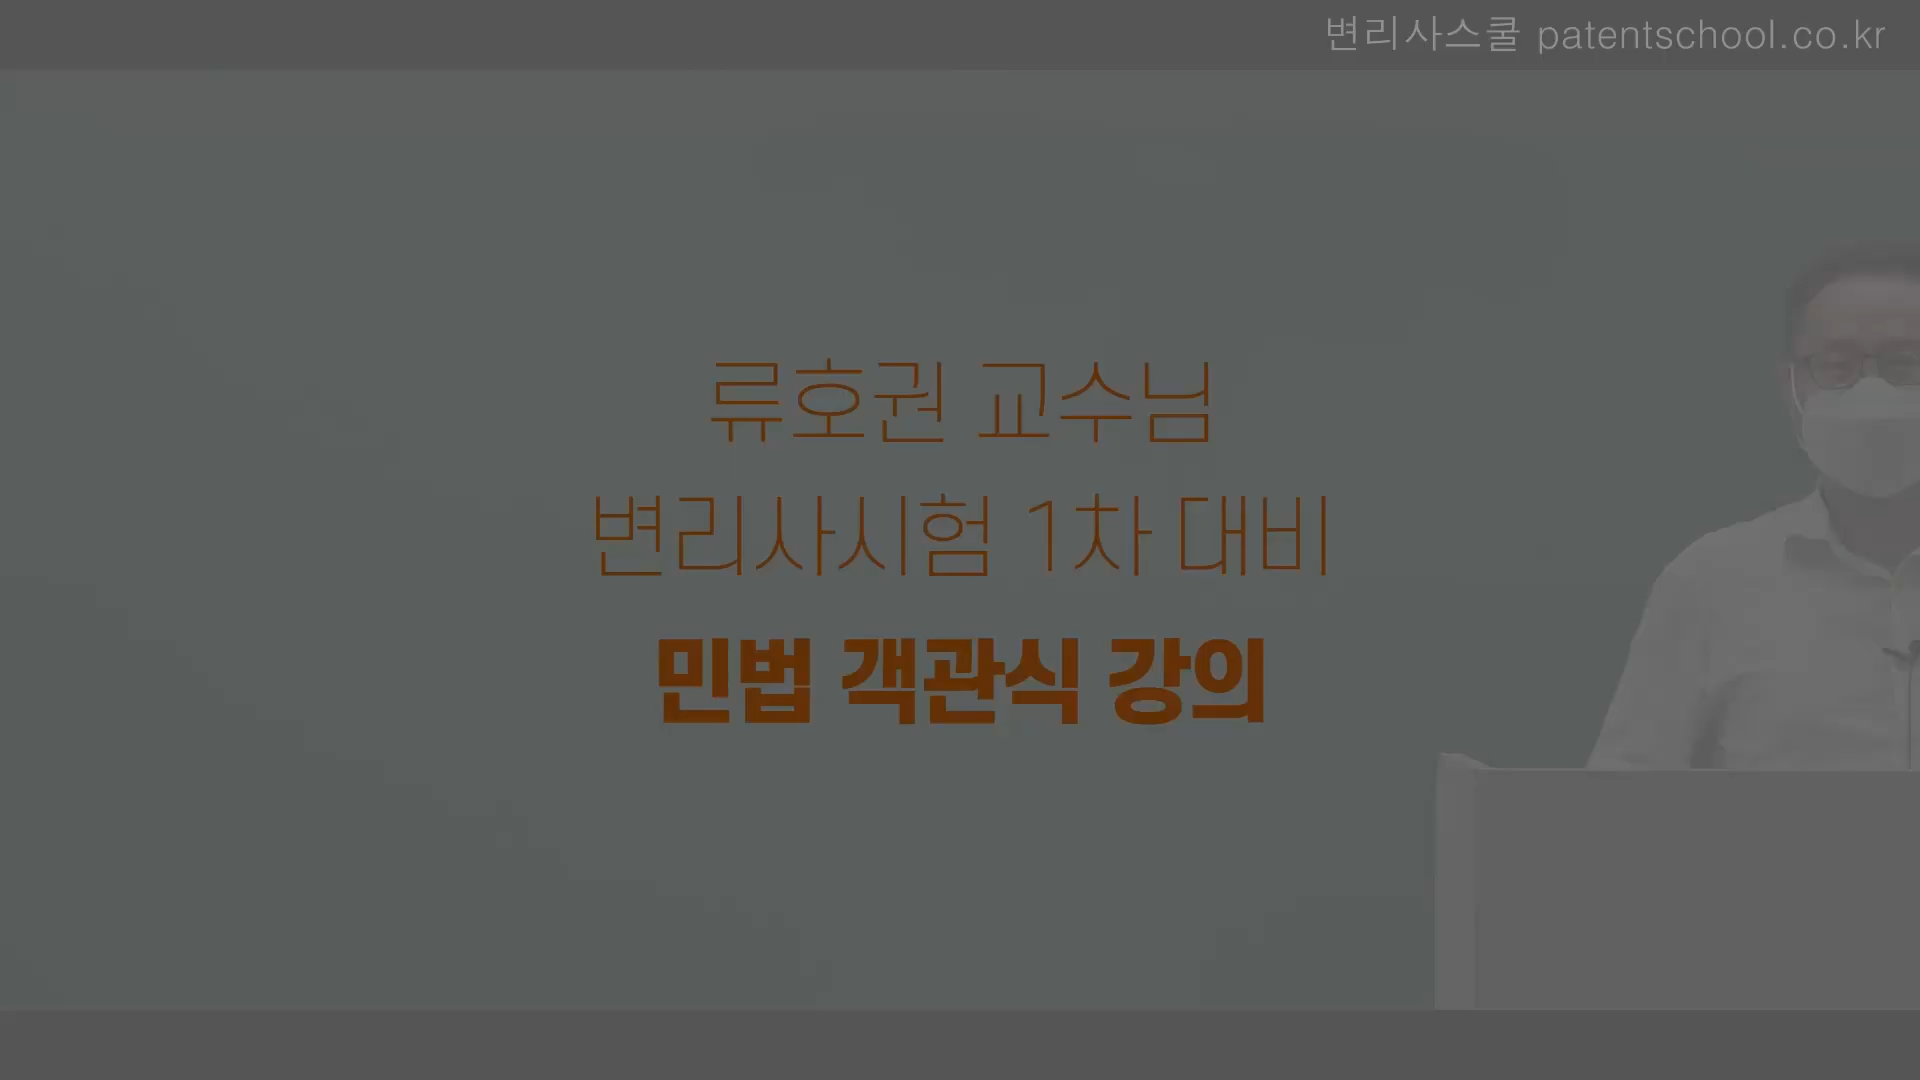 변리사스쿨 patentschool.co.kr
류호권 교수님
변리사시험 1차 대비
민법 객관식 강의